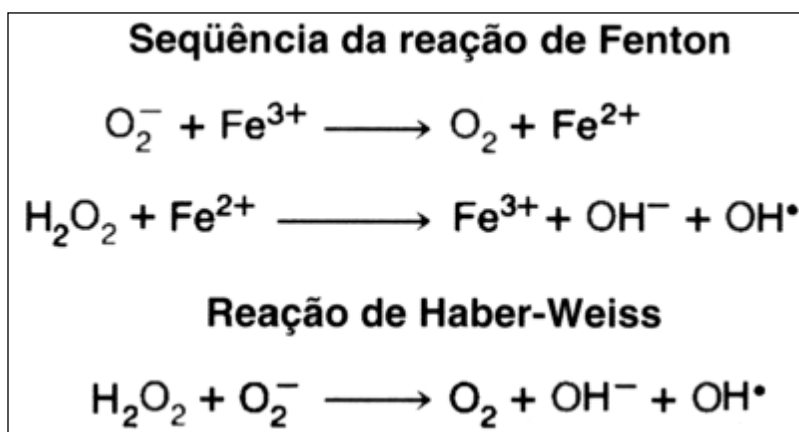 Seqüência da reação de Fenton
O₂⁻ + Fe³⁺ ⟶ O₂ + Fe²⁺
H₂O₂ + Fe²⁺ ⟶ Fe³⁺ + OH⁻ + OH•
Reação de Haber-Weiss
H₂O₂ + O₂⁻ ⟶ O₂ + OH⁻ + OH•